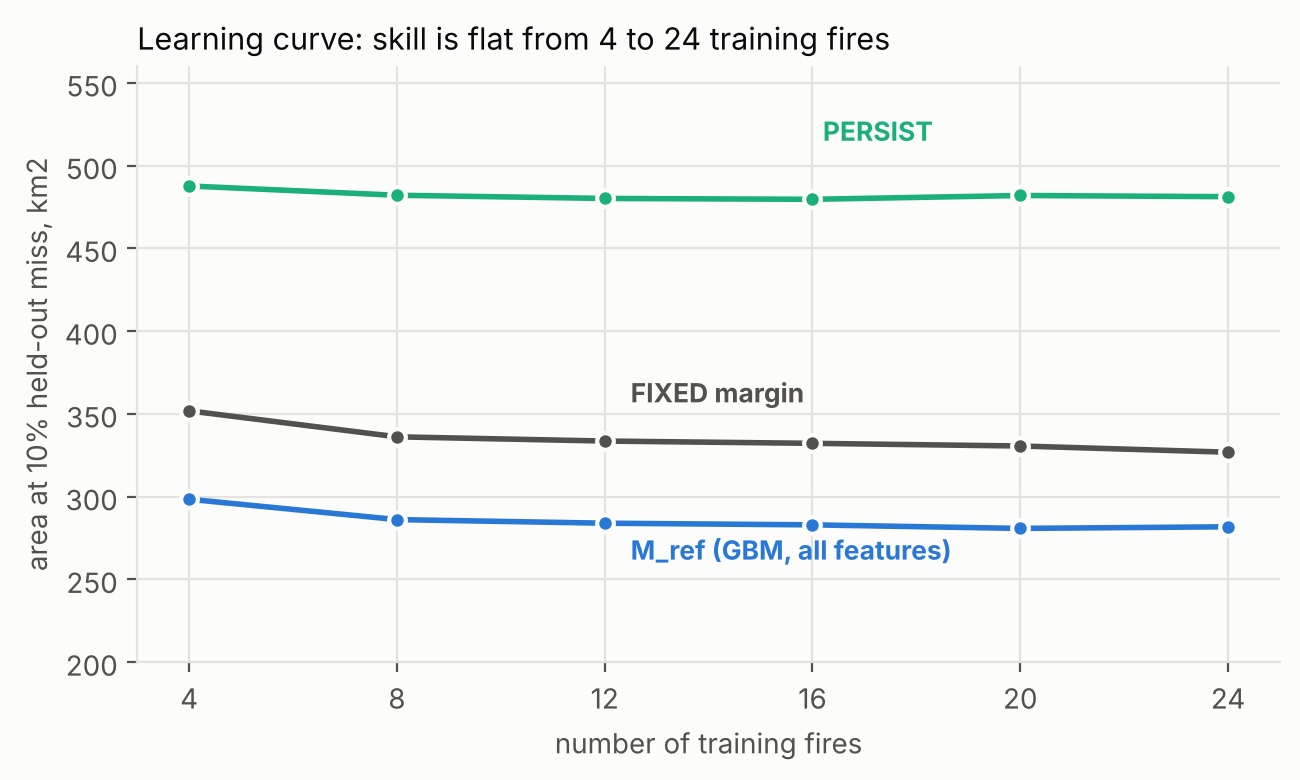 Learning curve: skill is flat from 4 to 24 training fires
550
500
450
400
350
300
250
200
area at 10% held-out miss, km2
PERSIST
FIXED margin
M_ref (GBM, all features)
4 8 12 16 20 24
number of training fires